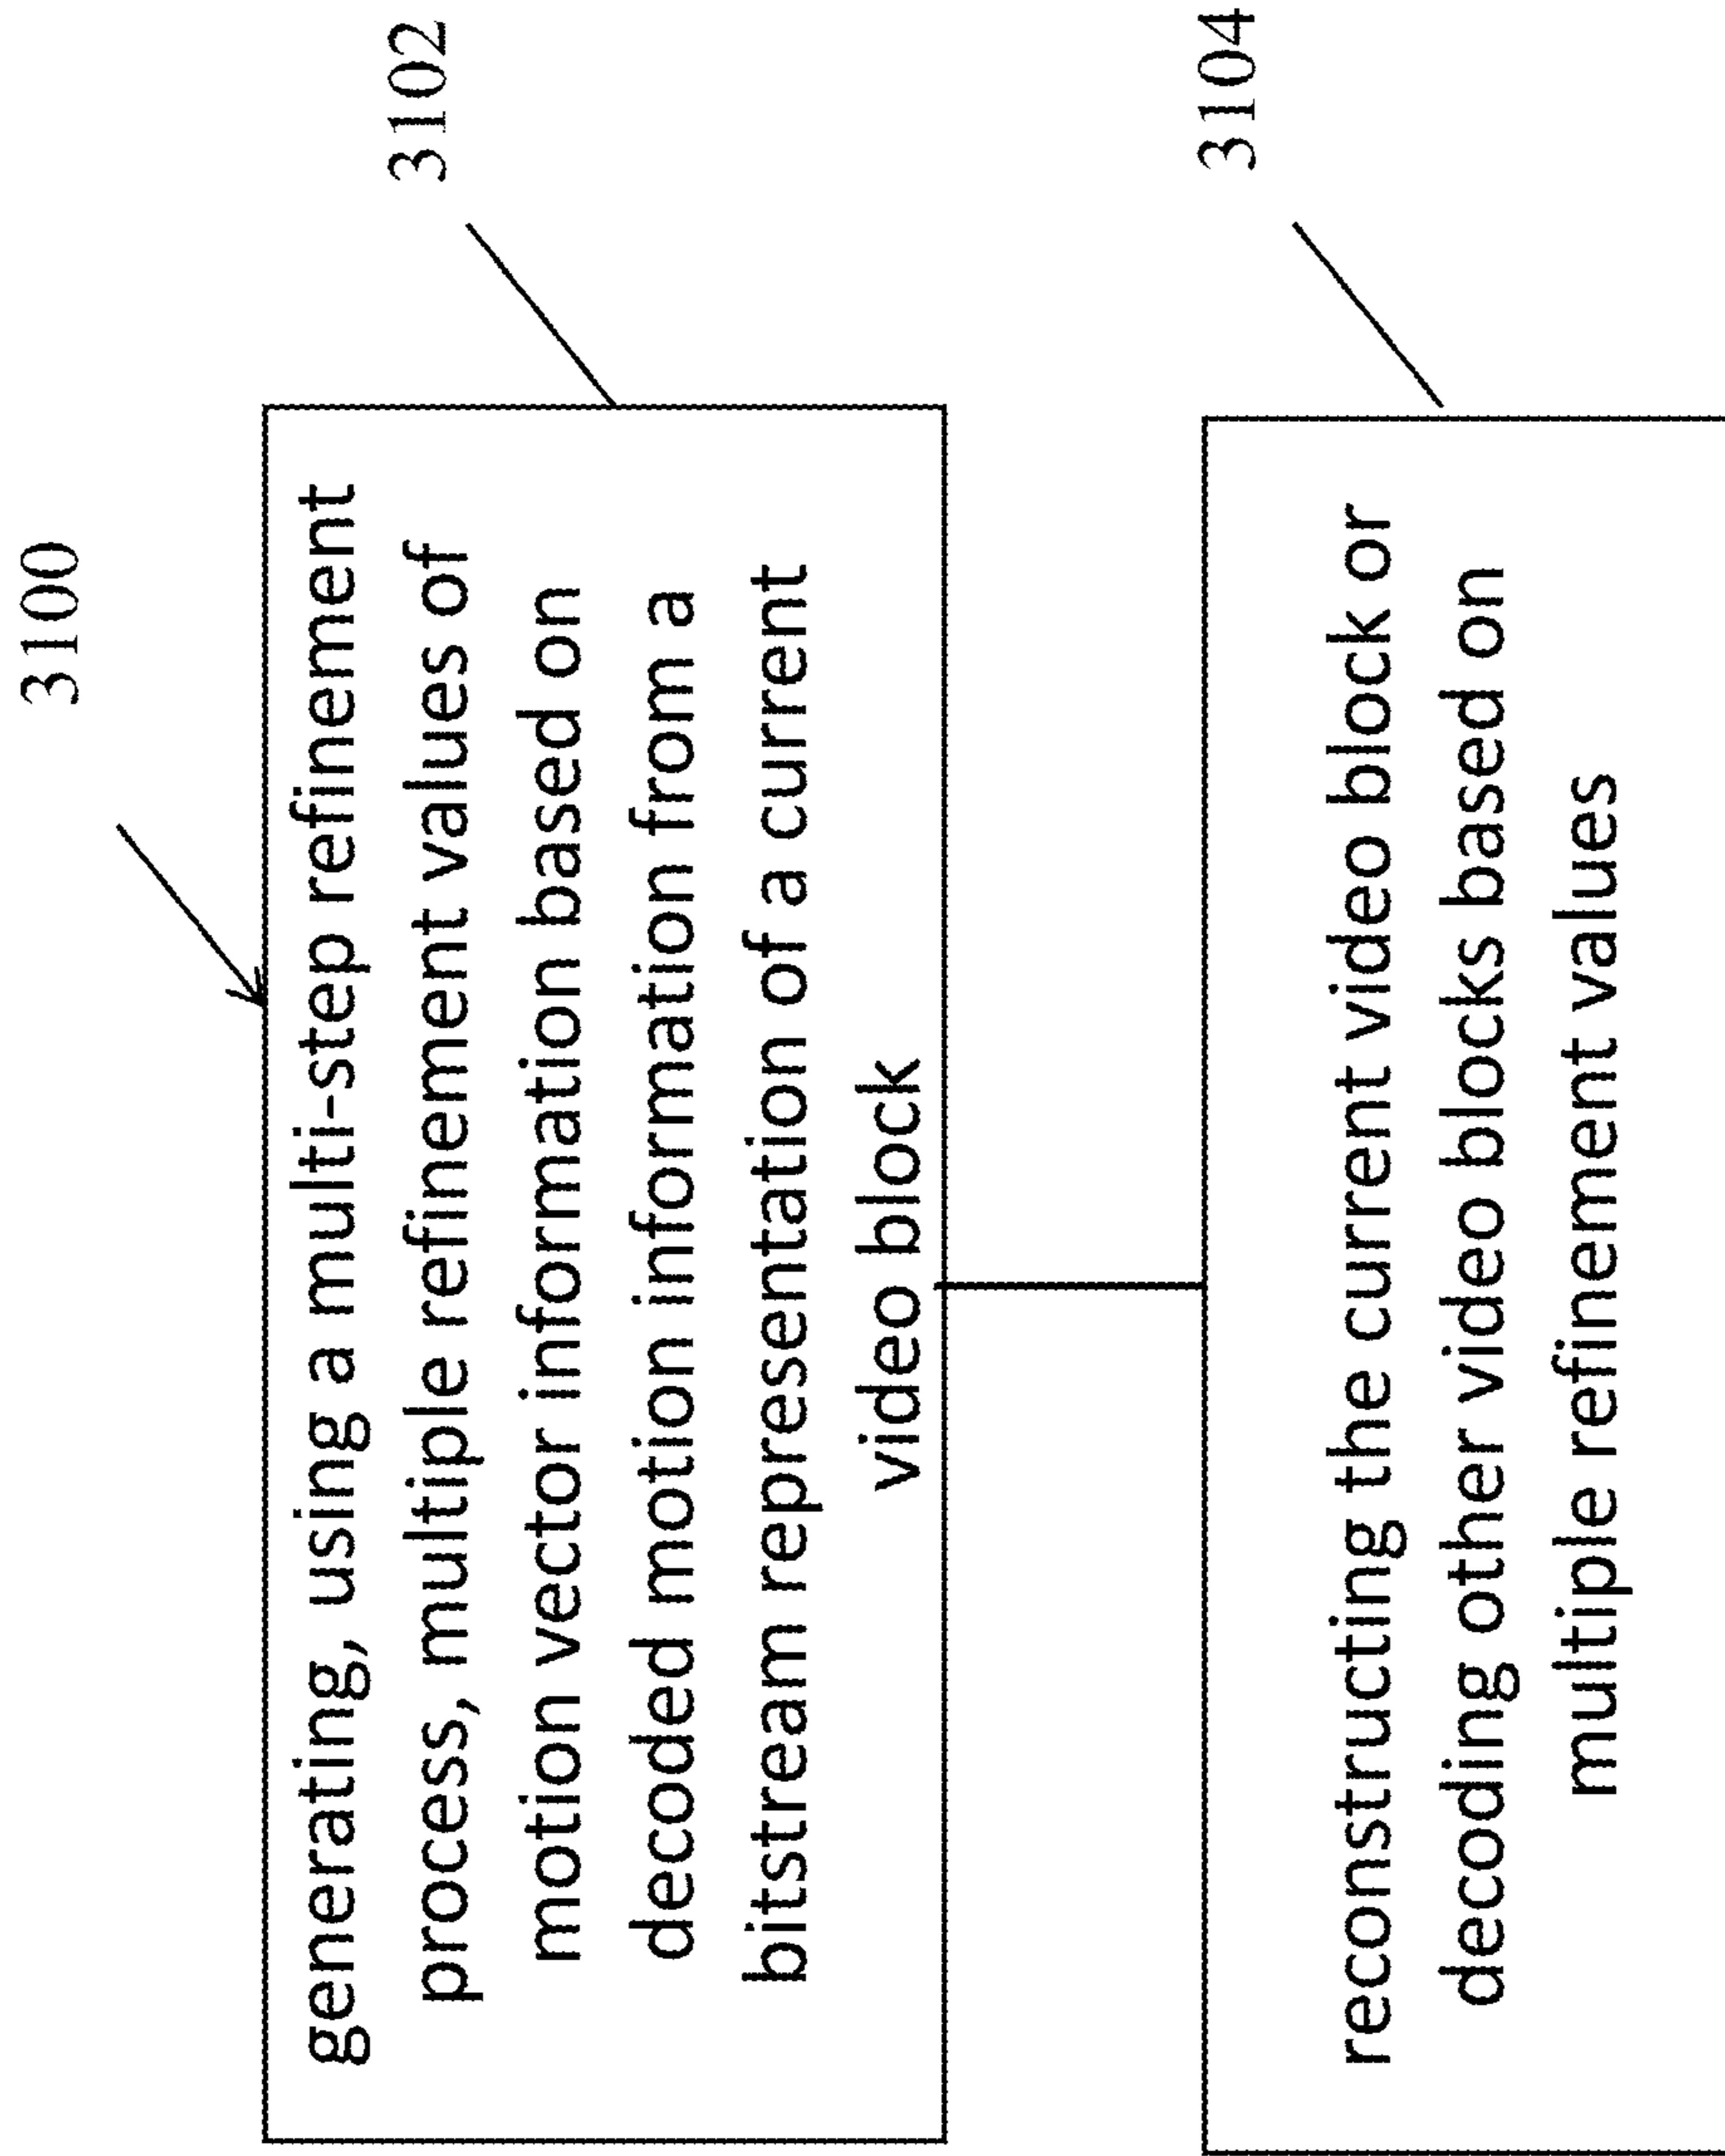 3100
generating, using a multi-step refinement
process, multiple refinement values of
motion vector information based on
decoded motion information from a
bitstream representation of a current
video block
3102
reconstructing the current video block or
decoding other video blocks based on
multiple refinement values
3104